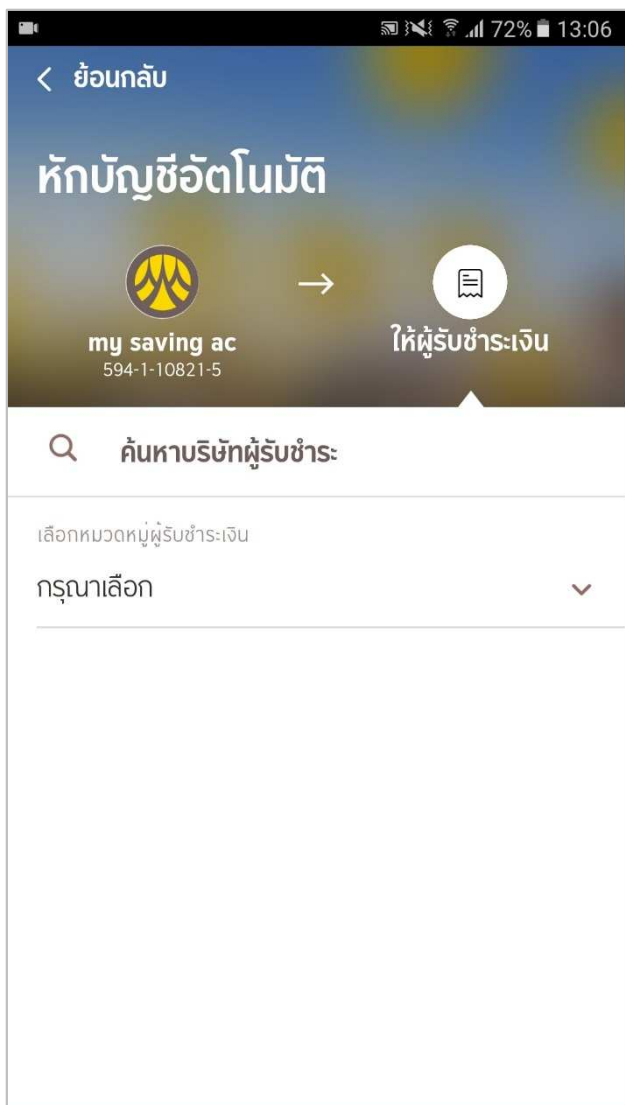 72% 13:06
ย้อนกลับ
หักบัญชีอัตโนมัติ
my saving ac
594-1-10821-5
ให้ผู้รับชำระเงิน
ค้นหาบริษัทผู้รับชำระ
เลือกหมวดหมู่ผู้รับชำระเงิน
กรุณาเลือก